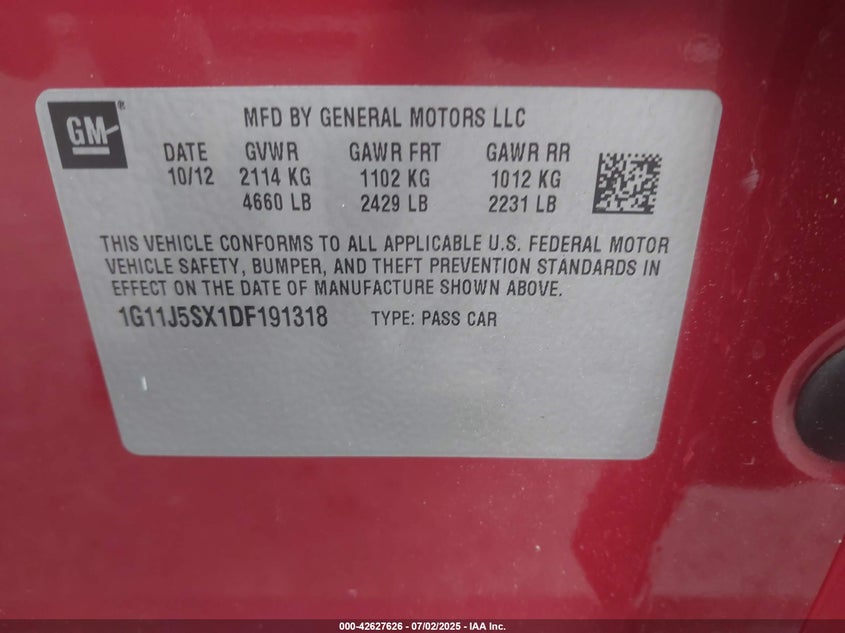 GM®
MFD BY GENERAL MOTORS LLC
DATE GVWR GAWR FRT GAWR RR
10/12 2114 KG 1102 KG 1012 KG
4660 LB 2429 LB 2231 LB
THIS VEHICLE CONFORMS TO ALL APPLICABLE U.S. FEDERAL MOTOR
VEHICLE SAFETY, BUMPER, AND THEFT PREVENTION STANDARDS IN
EFFECT ON THE DATE OF MANUFACTURE SHOWN ABOVE.
1G11J5SX1DF191318 TYPE: PASS CAR
000-42627626 - 07/02/2025 - IAA Inc.